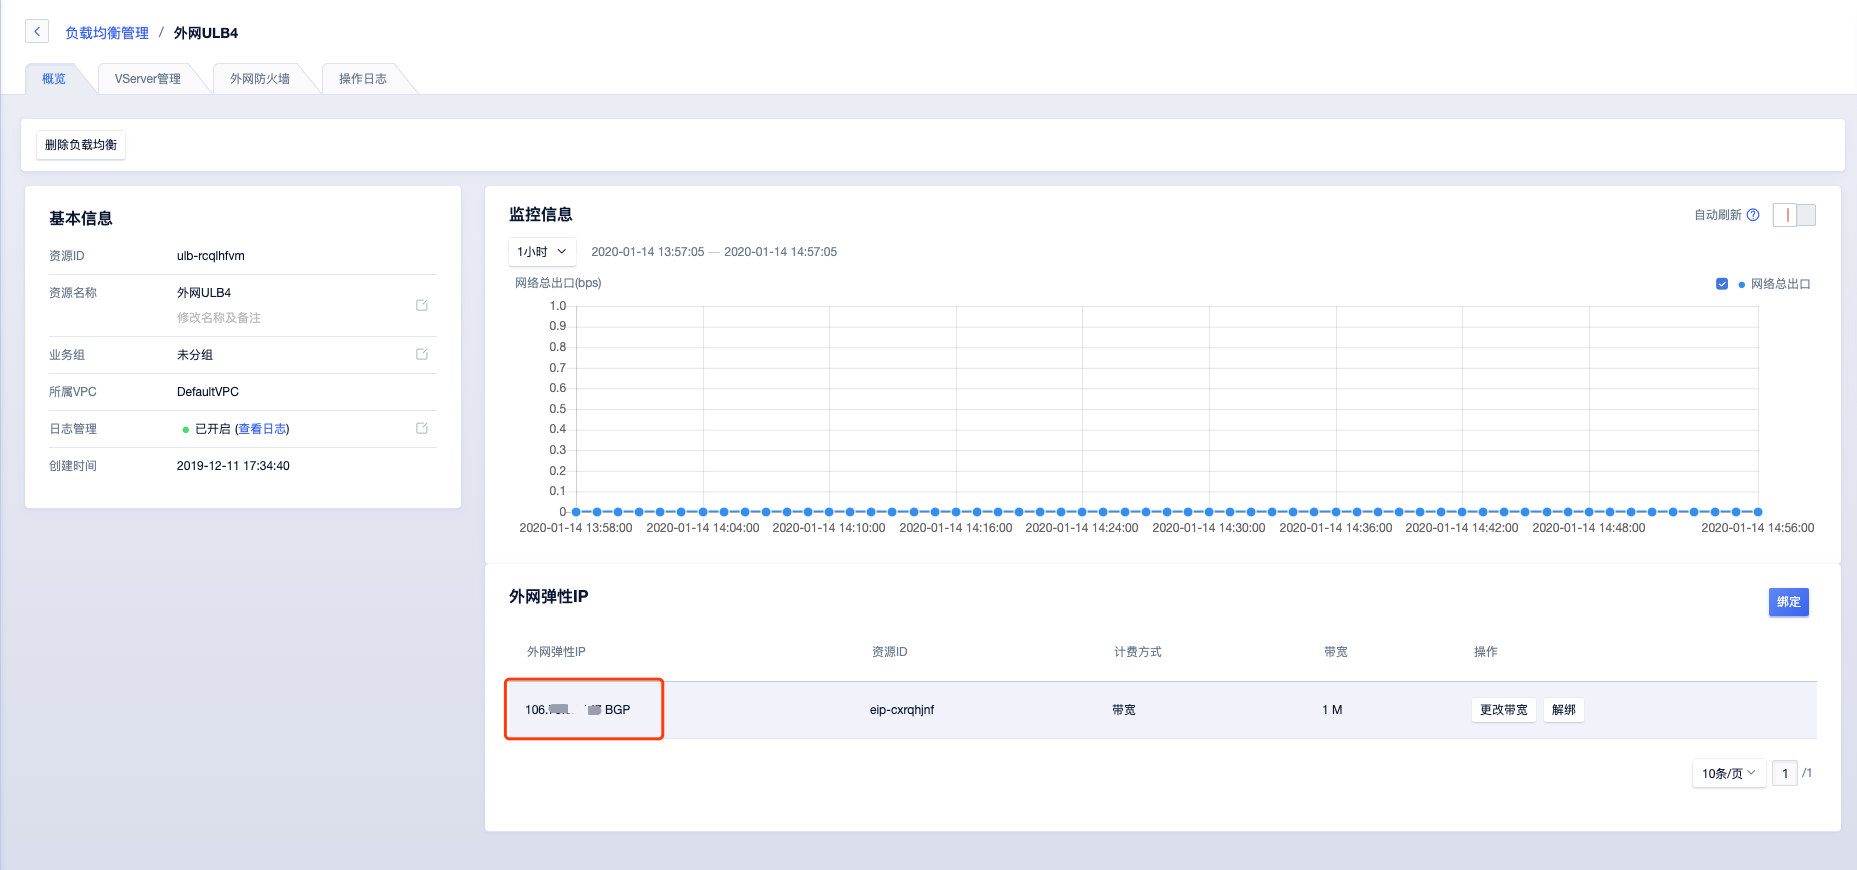 负载均衡管理 / 外网ULB4
概览
VServer管理
外网防火墙
操作日志
删除负载均衡
基本信息
资源ID ulb-rcqlhfvm
资源名称 外网ULB4
修改名称及备注
业务组 未分组
所属VPC DefaultVPC
日志管理 已开启 (查看日志)
创建时间 2019-12-11 17:34:40
监控信息
自动刷新
1小时 2020-01-14 13:57:05 — 2020-01-14 14:57:05
网络总出口(bps)
网络总出口
1.0
0.9
0.8
0.7
0.6
0.5
0.4
0.3
0.2
0.1
0
2020-01-14 13:58:00 2020-01-14 14:04:00 2020-01-14 14:10:00 2020-01-14 14:16:00 2020-01-14 14:24:00 2020-01-14 14:30:00 2020-01-14 14:36:00 2020-01-14 14:42:00 2020-01-14 14:48:00 2020-01-14 14:56:00
外网弹性IP
绑定
外网弹性IP 资源ID 计费方式 带宽 操作
106. BGP eip-cxrqhjnf 带宽 1 M 更改带宽 解绑
10条/页 1 /1